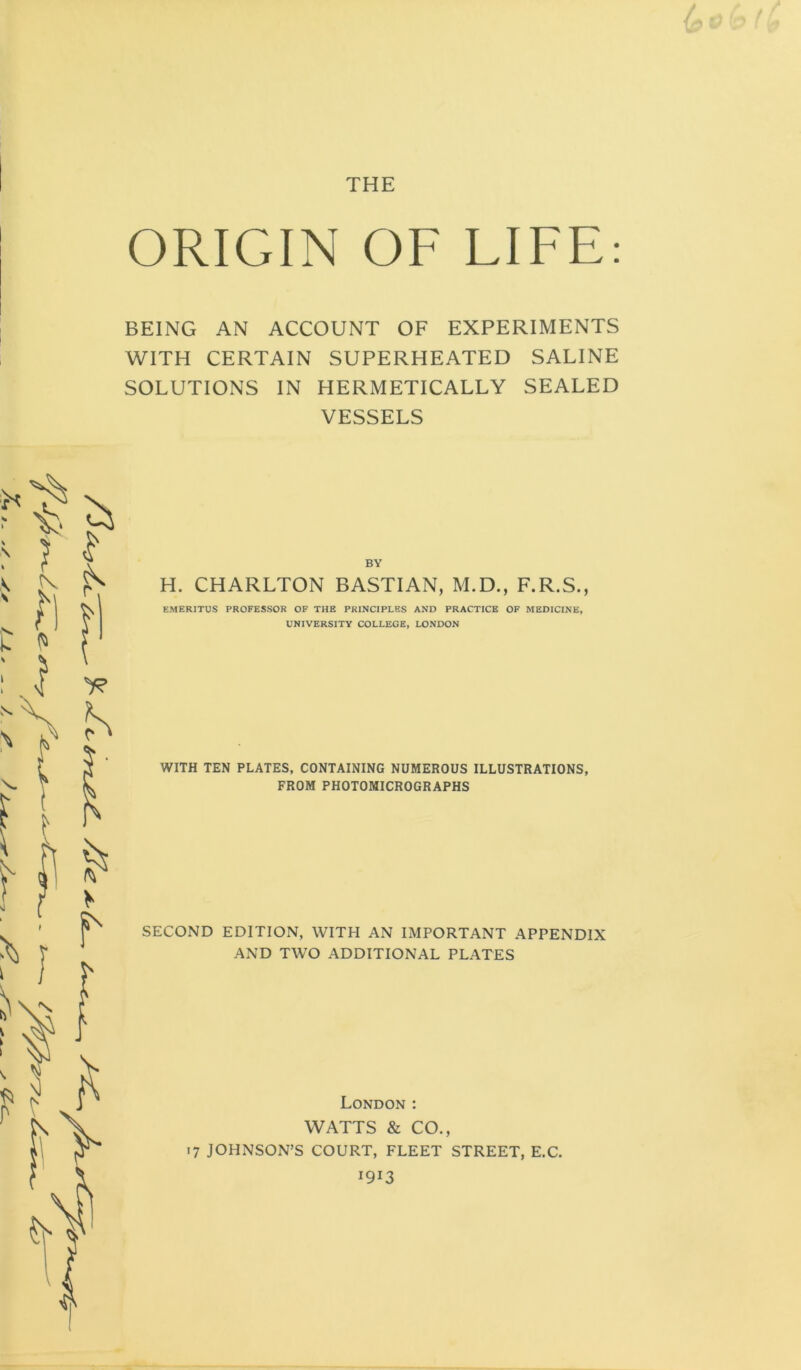 60616
THE
ORIGIN OF LIFE:
BEING AN ACCOUNT OF EXPERIMENTS
WITH CERTAIN SUPERHEATED SALINE
SOLUTIONS IN HERMETICALLY SEALED
VESSELS
BY
H. CHARLTON BASTIAN, M.D., F.R.S.,
EMERITUS PROFESSOR OF THE PRINCIPLES AND PRACTICE OF MEDICINE,
UNIVERSITY COLLEGE, LONDON
WITH TEN PLATES, CONTAINING NUMEROUS ILLUSTRATIONS,
FROM PHOTOMICROGRAPHS
SECOND EDITION, WITH AN IMPORTANT APPENDIX
AND TWO ADDITIONAL PLATES
LONDON :
WATTS & CO.,
17 JOHNSON'S COURT, FLEET STREET, E.C.
1913
Bastian